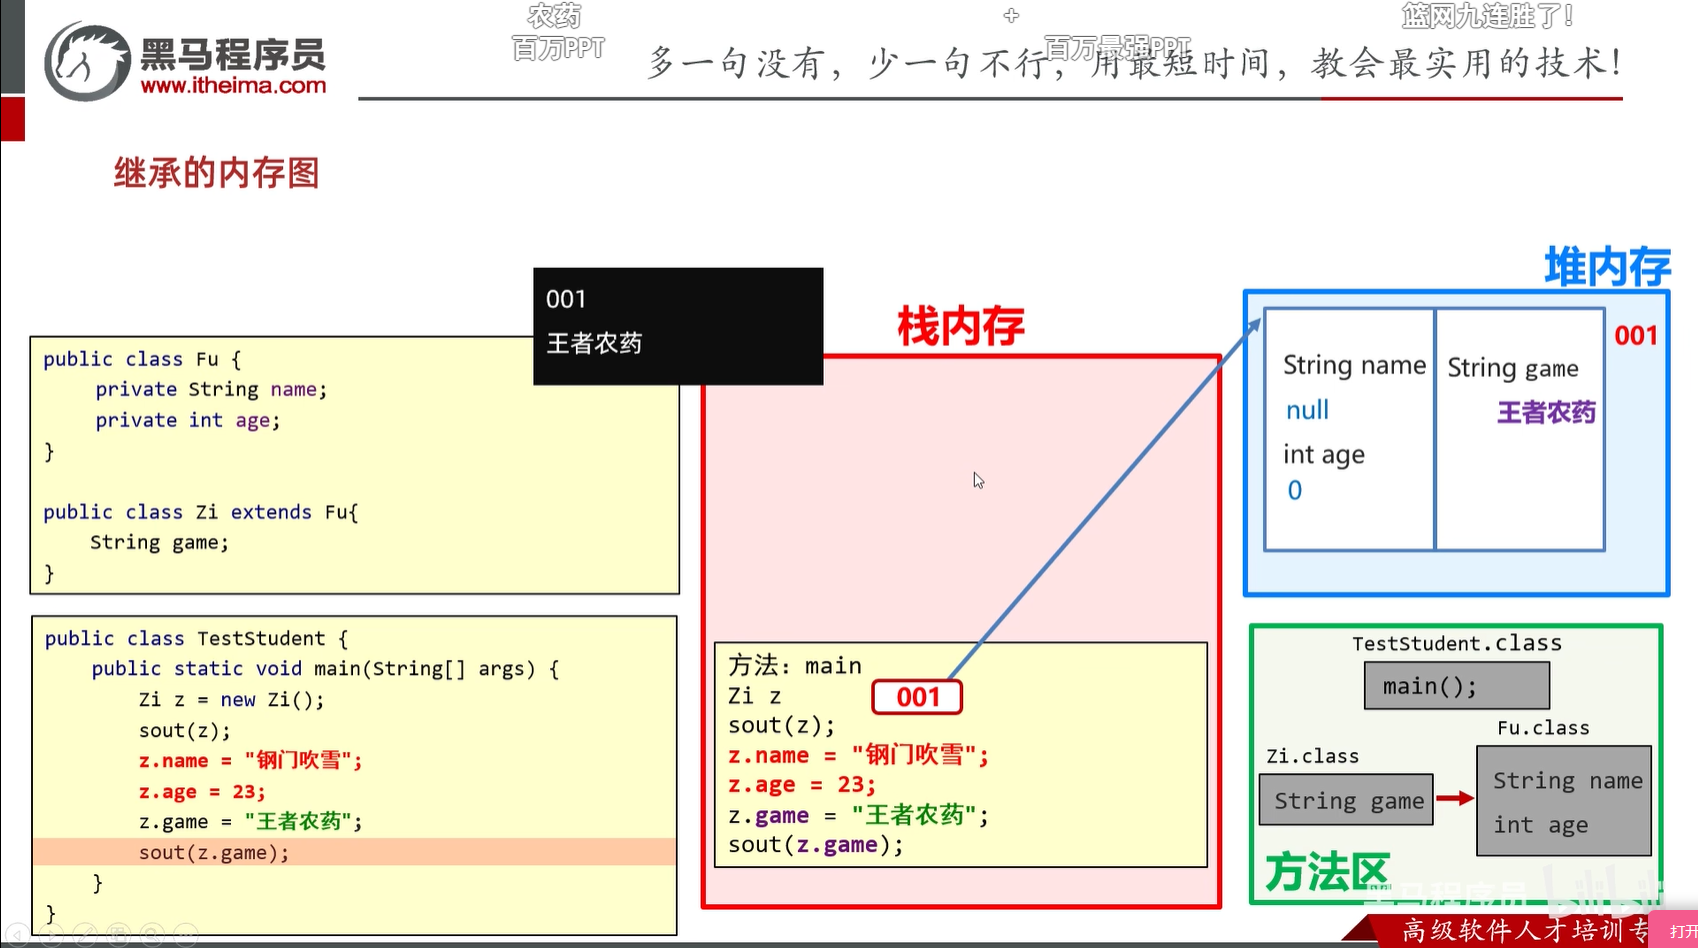 农药
+
篮网九连胜了!
百万PPT
百万最强PPT
黑马程序员
www.itheima.com
多一句没有，少一句不行，用最短时间，教会最实用的技术！
继承的内存图
001
王者农药
public class Fu {
private String name;
private int age;
}
public class Zi extends Fu{
String game;
}
public class TestStudent {
public static void main(String[] args) {
Zi z = new Zi();
sout(z);
z.name = "钢门吹雪";
z.age = 23;
z.game = "王者农药";
sout(z.game);
}
}
栈内存
方法：main
Zi z
001
sout(z);
z.name = "钢门吹雪";
z.age = 23;
z.game = "王者农药";
sout(z.game);
堆内存
001
String name
null
int age
0
String game
王者农药
TestStudent.class
main();
Fu.class
String name
int age
Zi.class
String game
方法区
黑马程序员
bilibili
高级软件人才培训专
打开